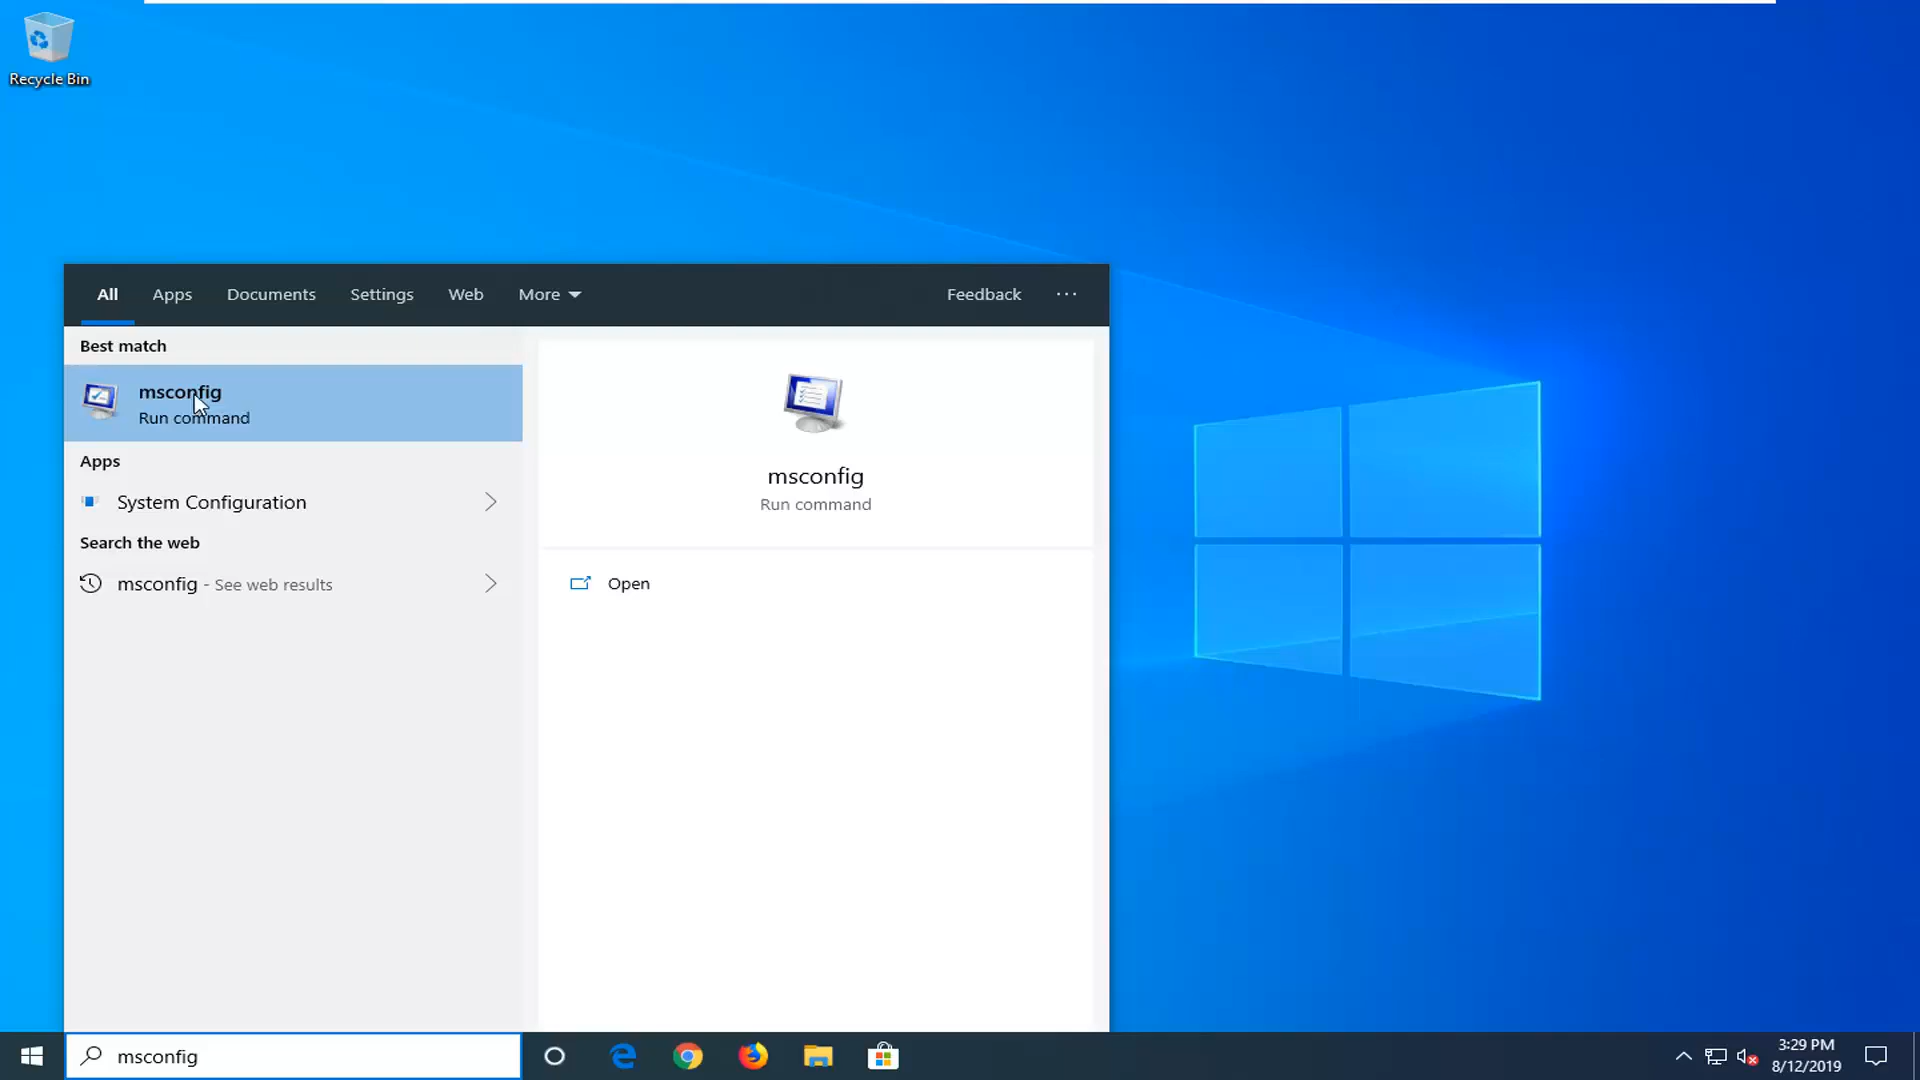 Recycle Bin
All Apps Documents Settings Web More Feedback ···
Best match
msconfig
Run command
Apps
System Configuration
Search the web
msconfig - See web results
msconfig
Run command
Open
msconfig
3:29 PM
8/12/2019